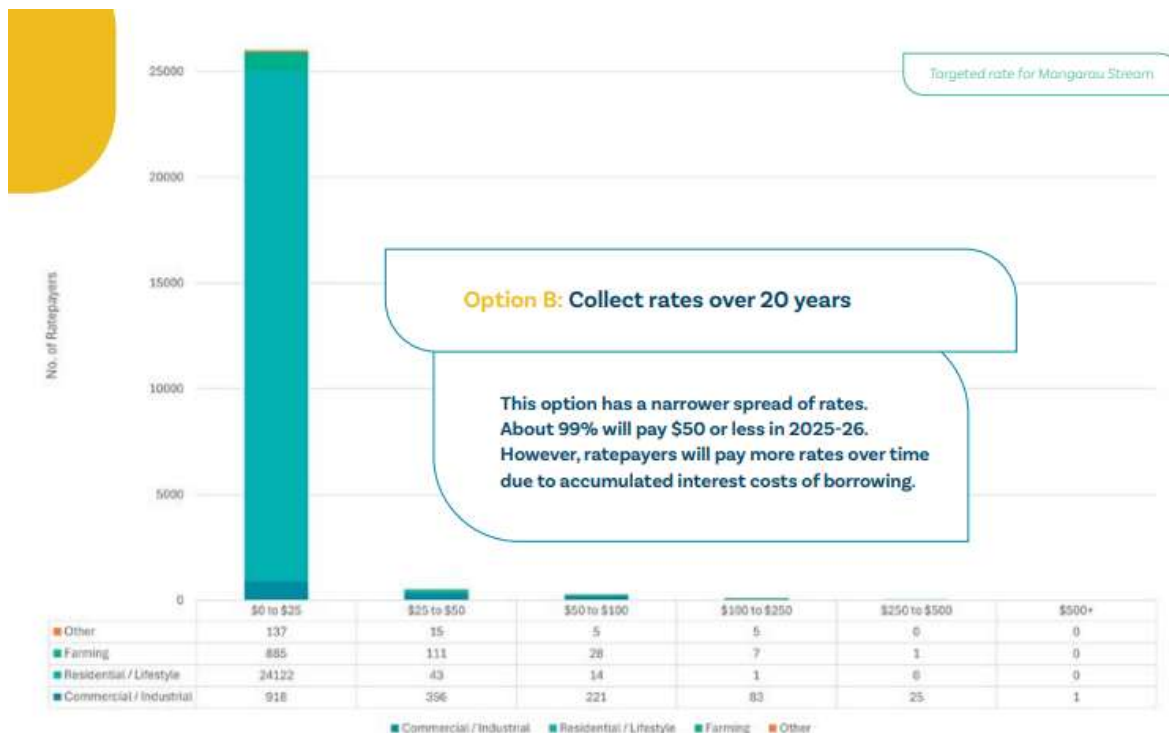 Targeted rate for Mangarau Stream
25000
20000
15000
10000
5000
0
No. of Ratepayers
Option B: Collect rates over 20 years
This option has a narrower spread of rates.
About 99% will pay $50 or less in 2025-26.
However, ratepayers will pay more rates over time
due to accumulated interest costs of borrowing.
$0 to $25 $25 to $50 $50 to $100 $100 to $250 $250 to $500 $500+
Other 137 15 5 5 0 0
Farming 885 111 28 7 1 0
Residential / Lifestyle 24122 43 14 1 6 0
Commercial / Industrial 918 356 221 83 25 1
Commercial / Industrial Residential / Lifestyle Farming Other